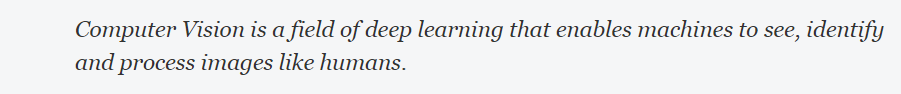 Computer Vision is a field of deep learning that enables machines to see, identify
and process images like humans.